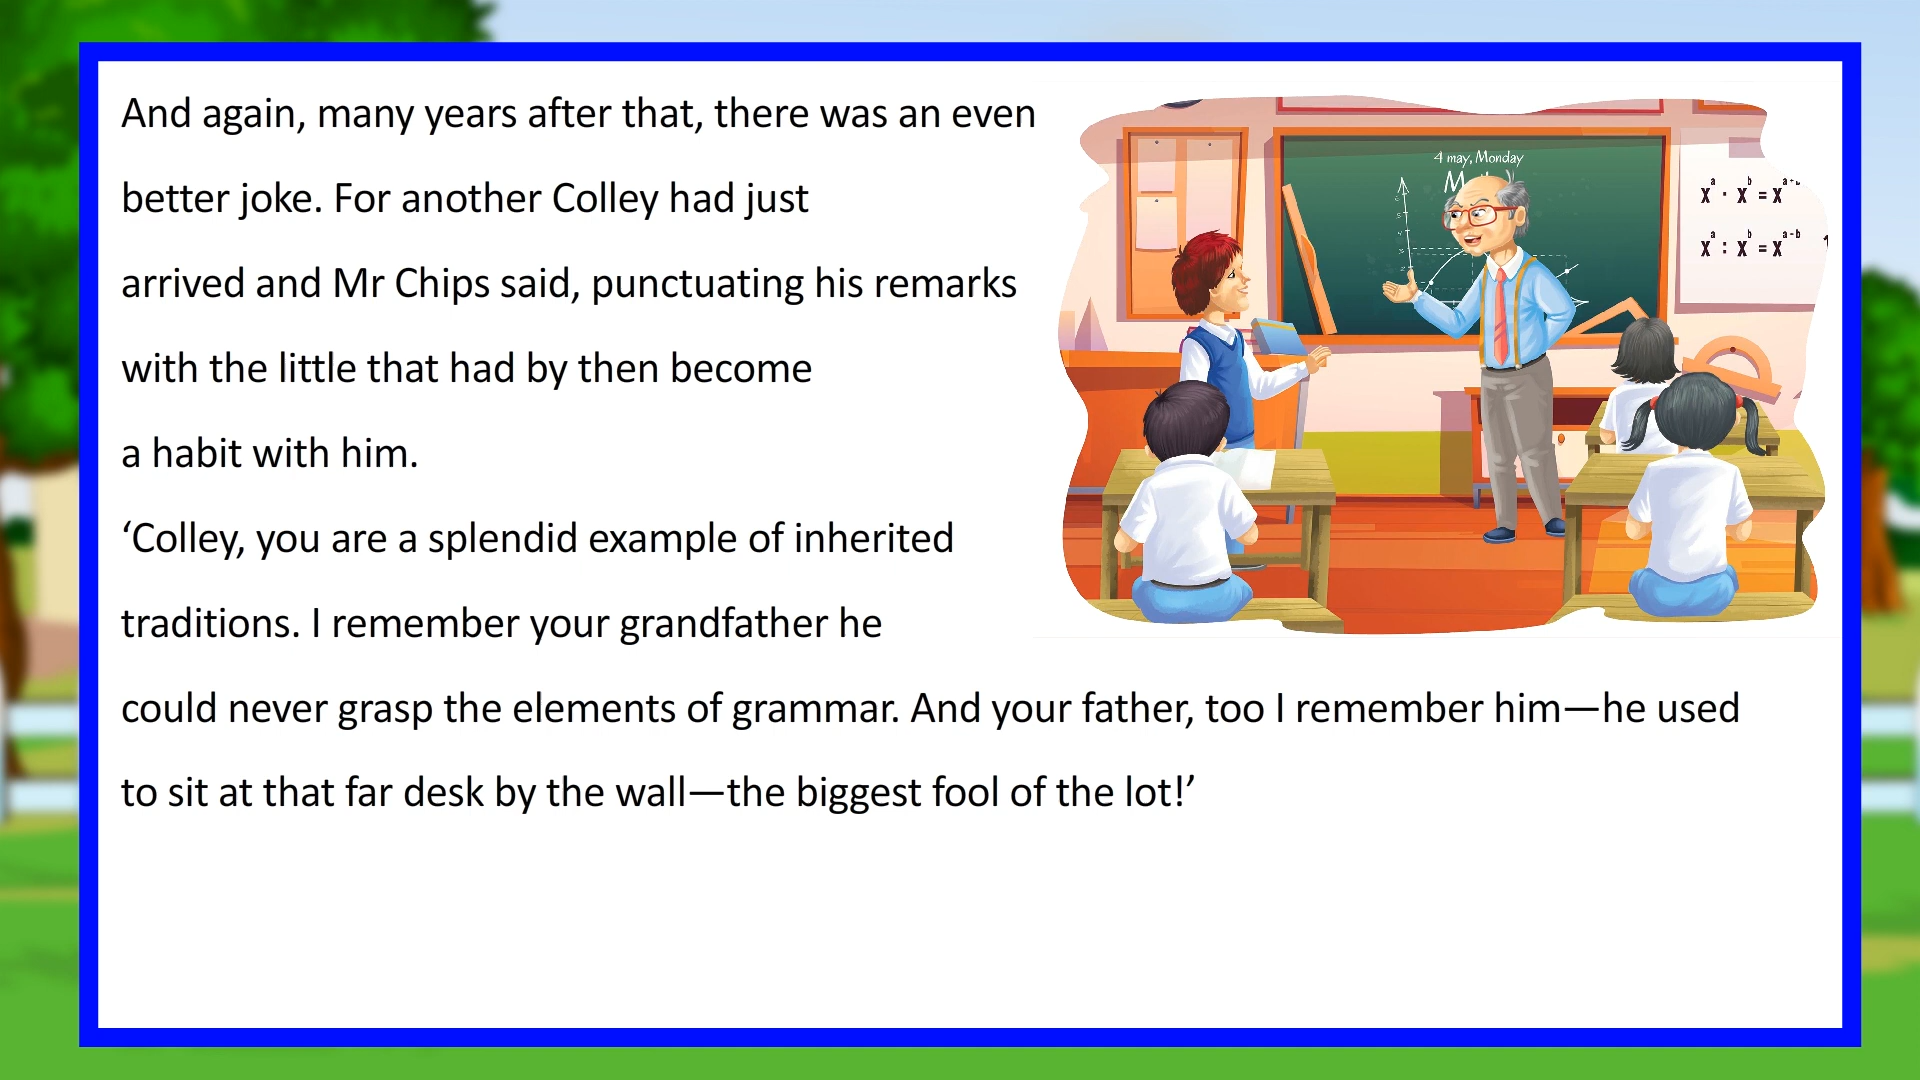 And again, many years after that, there was an even
better joke. For another Colley had just
arrived and Mr Chips said, punctuating his remarks
with the little that had by then become
a habit with him.
‘Colley, you are a splendid example of inherited
traditions. I remember your grandfather he
could never grasp the elements of grammar. And your father, too I remember him—he used
to sit at that far desk by the wall—the biggest fool of the lot!’
4 may, Monday
x^a · x^b = x^a+b
x^a : x^b = x^a-b